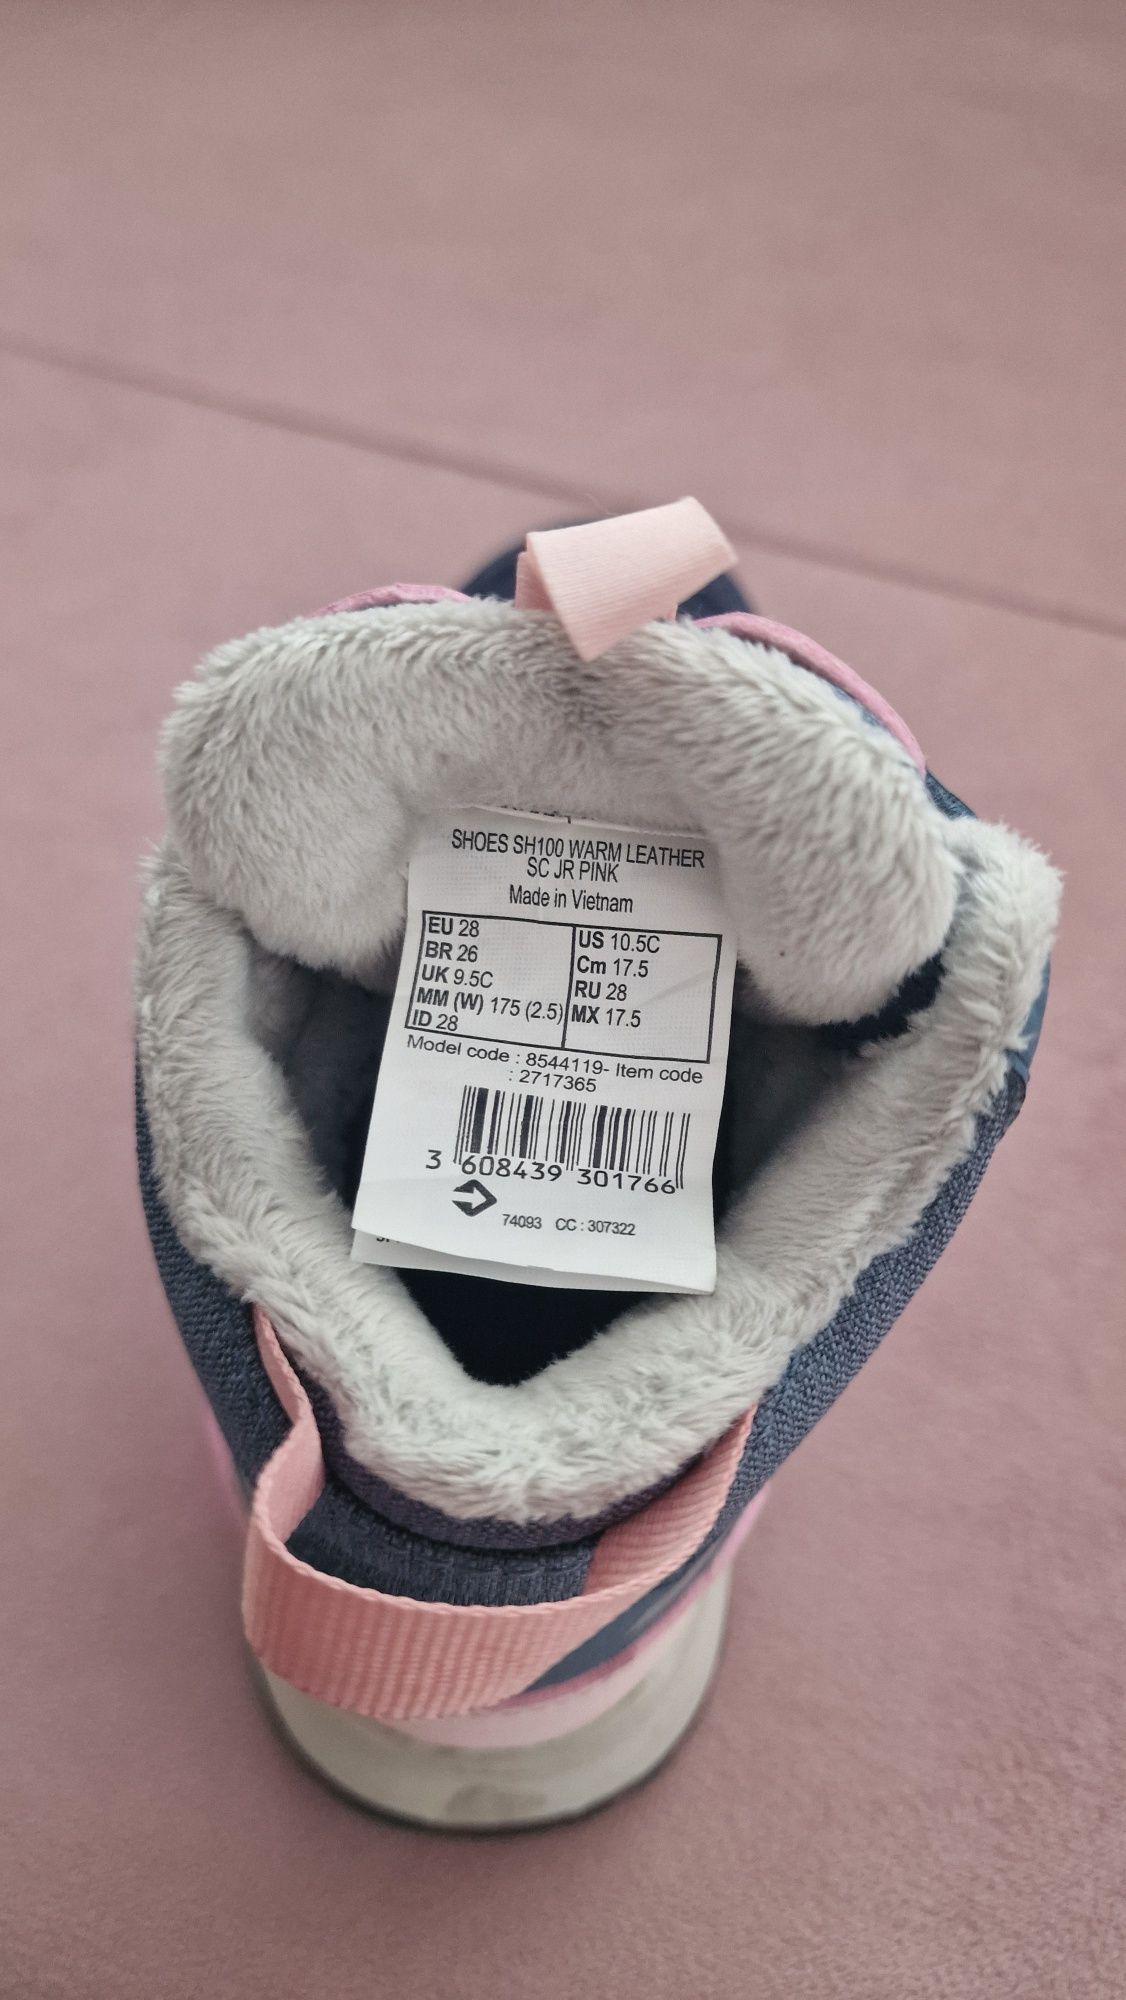 SHOES SH100 WARM LEATHER
SC JR PINK
Made in Vietnam
EU 28
BR 26
UK 9.5C
MM (W) 175 (2.5)
ID 28
US 10.5C
Cm 17.5
RU 28
MX 17.5
Model code : 8544119- Item code
: 2717365
3 608439 301766
74093 CC : 307322